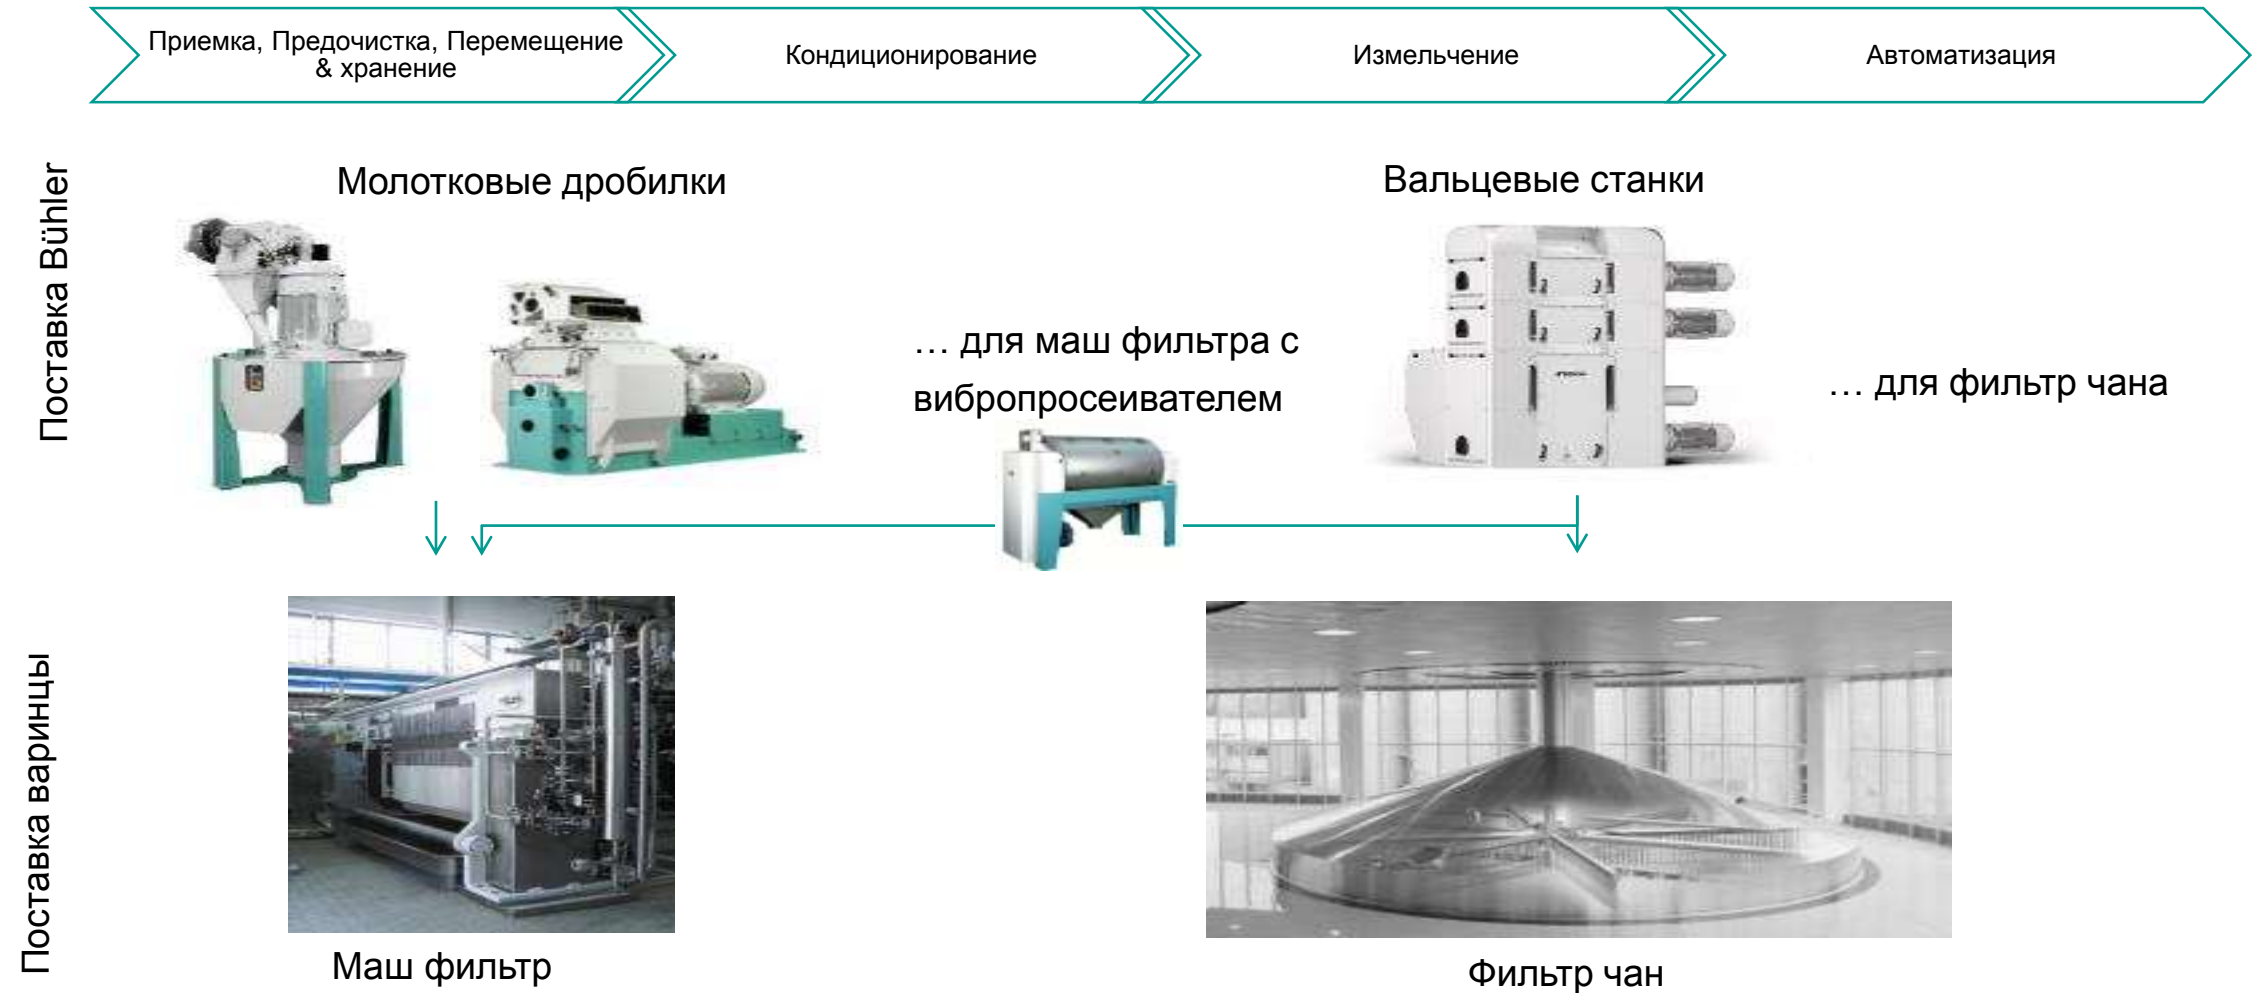 Приемка, Предочистка, Перемещение
& хранение
Кондиционирование
Измельчение
Автоматизация
Поставка Bühler
Молотковые дробилки
Вальцевые станки
… для маш фильтра с
вибропросеивателем
… для фильтр чана
Поставка варинцы
Маш фильтр
Фильтр чан